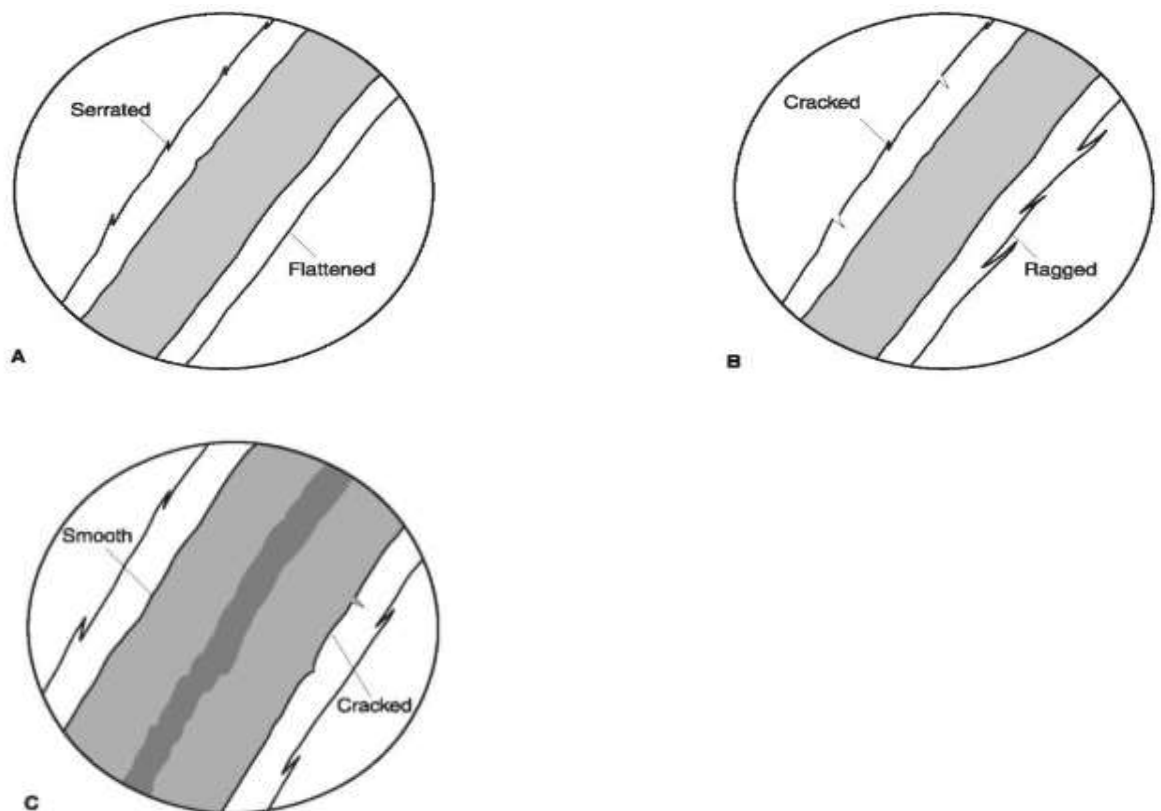 Serrated
Flattened
A
Cracked
Ragged
B
Smooth
Cracked
C